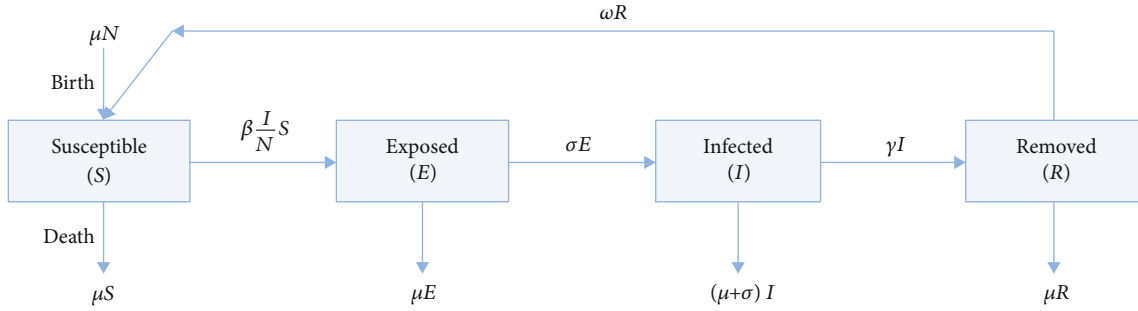 ωR
μN
Birth
Susceptible
(S)
β I/N S
Exposed
(E)
σE
Infected
(I)
γI
Removed
(R)
Death
μS
μE
(μ+σ) I
μR